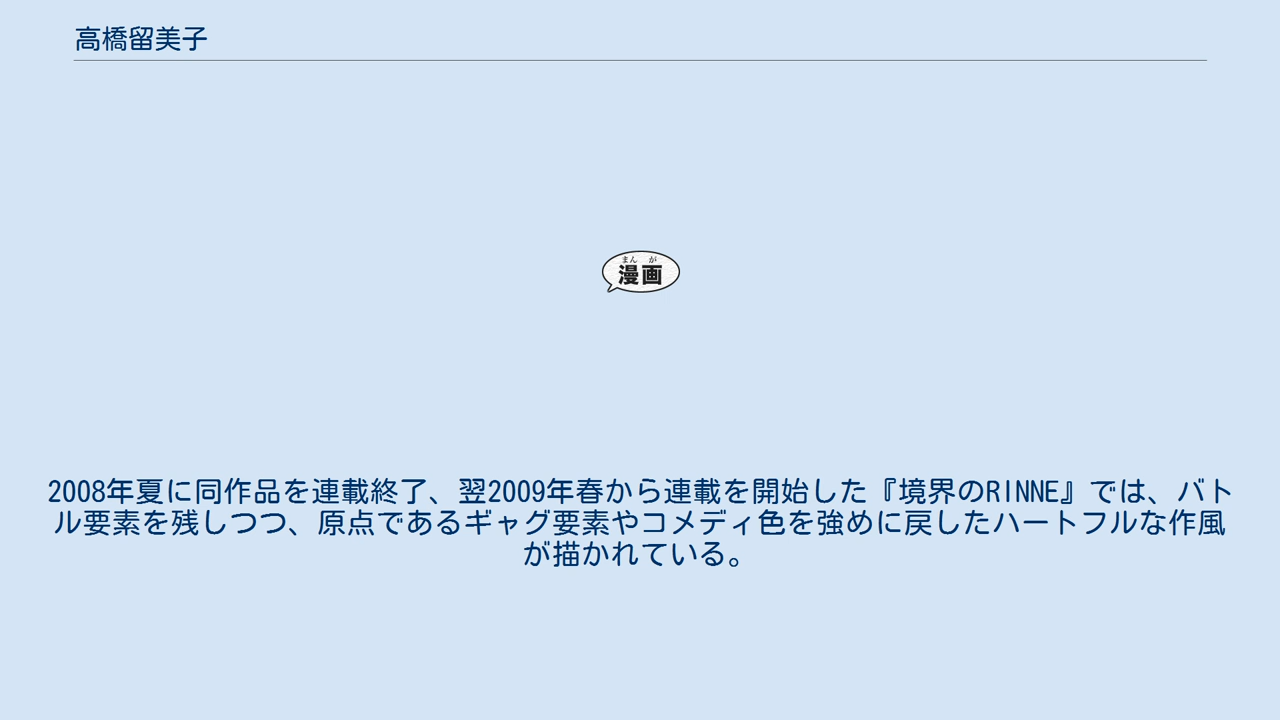 高橋留美子
まんが
漫画
2008年夏に同作品を連載終了、翌2009年春から連載を開始した『境界のRINNE』では、バト
ル要素を残しつつ、原点であるギャグ要素やコメディ色を強めに戻したハートフルな作風
が描かれている。